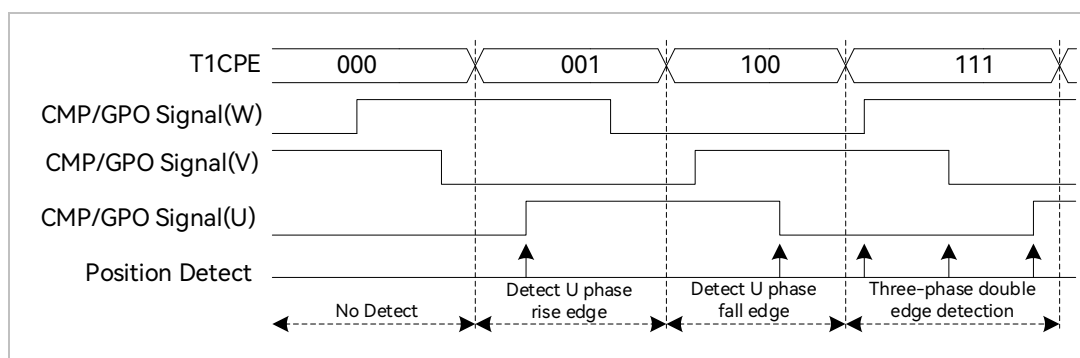 T1CPE 000 001 100 111
CMP/GPO Signal(W)
CMP/GPO Signal(V)
CMP/GPO Signal(U)
Position Detect
No Detect
Detect U phase
rise edge
Detect U phase
fall edge
Three-phase double
edge detection